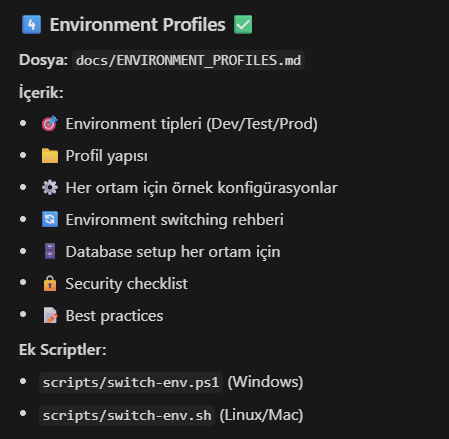 4️⃣ Environment Profiles ✅
Dosya: docs/ENVIRONMENT_PROFILES.md
İçerik:
• 🎯 Environment tipleri (Dev/Test/Prod)
• 📁 Profil yapısı
• ⚙️ Her ortam için örnek konfigürasyonlar
• 🔄 Environment switching rehberi
• 🗄️ Database setup her ortam için
• 🔒 Security checklist
• 📝 Best practices
Ek Scriptler:
• scripts/switch-env.ps1 (Windows)
• scripts/switch-env.sh (Linux/Mac)